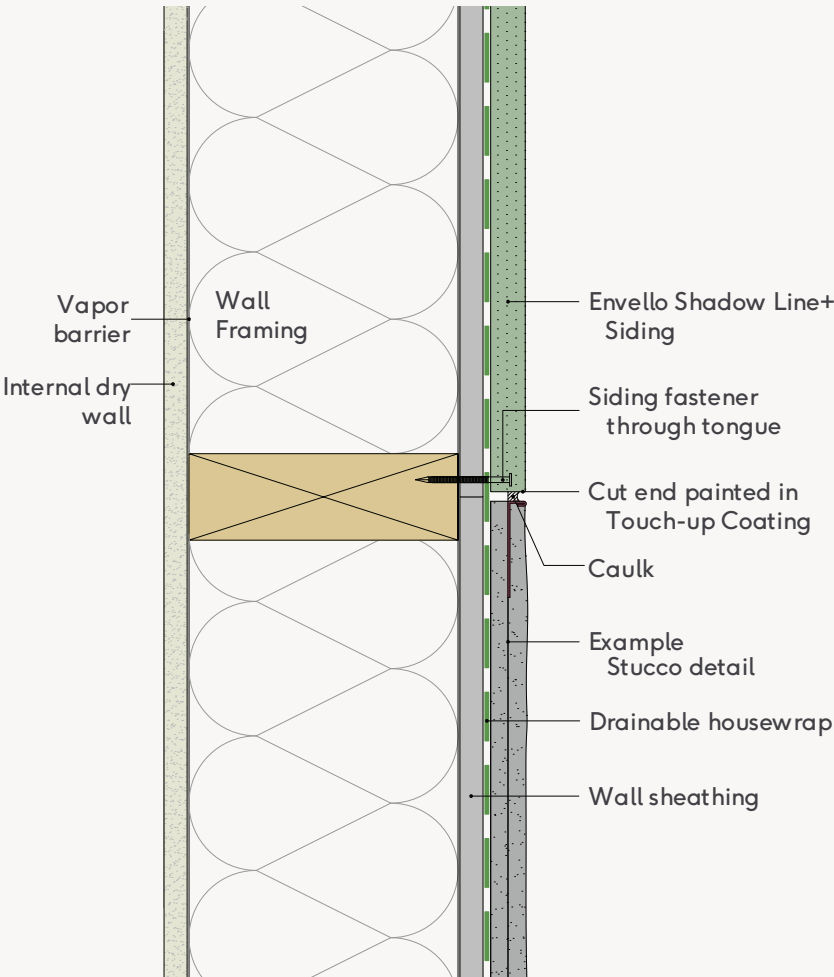 Vapor
barrier
Internal dry
wall
Wall
Framing
Envello Shadow Line+
Siding
Siding fastener
through tongue
Cut end painted in
Touch-up Coating
Caulk
Example
Stucco detail
Drainable housewrap
Wall sheathing